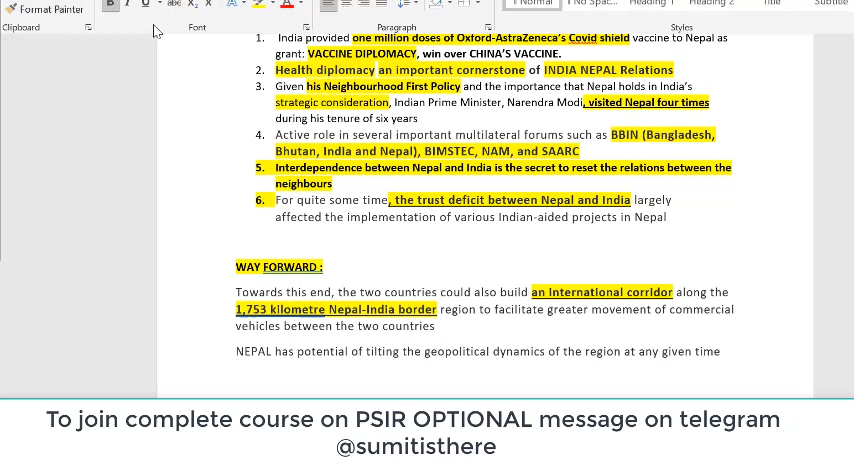 Format Painter
Clipboard
Font
Paragraph
Styles
1 Normal
1 No Spac...
Heading 1
Heading 2
Title
Subtitle
1. India provided one million doses of Oxford-AstraZeneca's Covid shield vaccine to Nepal as
grant: VACCINE DIPLOMACY, win over CHINA'S VACCINE.
2. Health diplomacy an important cornerstone of INDIA NEPAL Relations
3. Given his Neighbourhood First Policy and the importance that Nepal holds in India's
strategic consideration, Indian Prime Minister, Narendra Modi, visited Nepal four times
during his tenure of six years
4. Active role in several important multilateral forums such as BBIN (Bangladesh,
Bhutan, India and Nepal), BIMSTEC, NAM, and SAARC
5. Interdependence between Nepal and India is the secret to reset the relations between the
neighbours
6. For quite some time, the trust deficit between Nepal and India largely
affected the implementation of various Indian-aided projects in Nepal
WAY FORWARD :
Towards this end, the two countries could also build an International corridor along the
1,753 kilometre Nepal-India border region to facilitate greater movement of commercial
vehicles between the two countries
NEPAL has potential of tilting the geopolitical dynamics of the region at any given time
To join complete course on PSIR OPTIONAL message on telegram
@sumitisthere